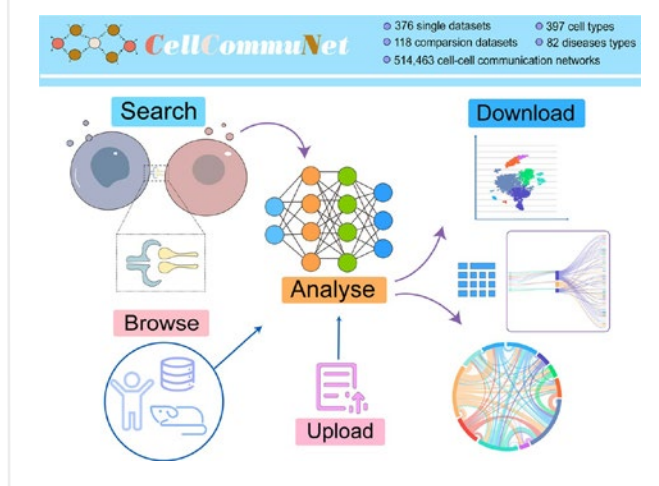 CellCommuNet
376 single datasets
397 cell types
118 comparsion datasets
82 diseases types
514,463 cell-cell communication networks
Search
Download
Analyse
Browse
Upload